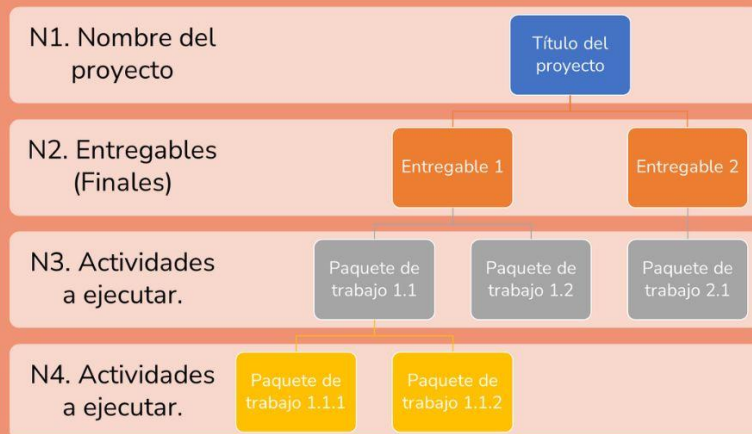 N1. Nombre del
proyecto
Título del
proyecto
N2. Entregables
(Finales)
Entregable 1
Entregable 2
N3. Actividades
a ejecutar.
Paquete de
trabajo 1.1
Paquete de
trabajo 1.2
Paquete de
trabajo 2.1
N4. Actividades
a ejecutar.
Paquete de
trabajo 1.1.1
Paquete de
trabajo 1.1.2